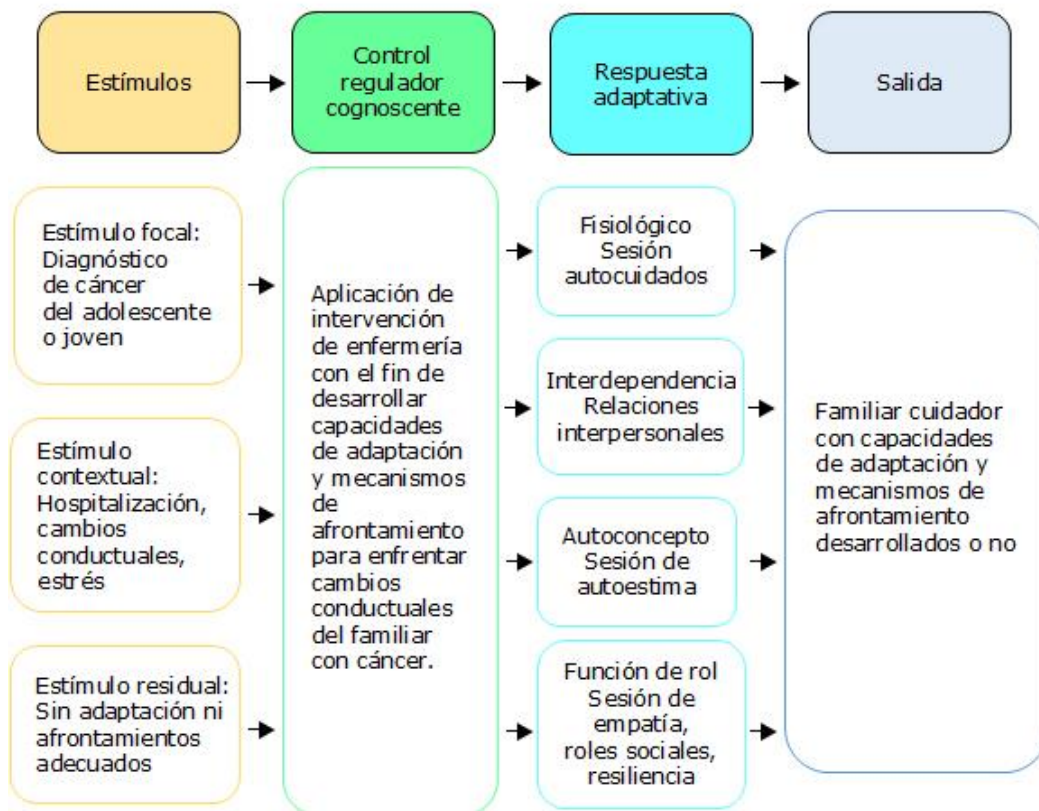 Estímulos
Control
regulador
cognoscente
Respuesta
adaptativa
Salida
Estímulo focal:
Diagnóstico
de cáncer
del adolescente
o joven
Estímulo
contextual:
Hospitalización,
cambios
conductuales,
estrés
Estímulo residual:
Sin adaptación ni
afrontamientos
adecuados
Aplicación de
intervención
de enfermería
con el fin de
desarrollar
capacidades
de adaptación
y mecanismos
de
afrontamiento
para enfrentar
cambios
conductuales
del familiar
con cáncer.
Fisiológico
Sesión
autocuidados
Interdependencia
Relaciones
interpersonales
Autoconcepto
Sesión de
autoestima
Función de rol
Sesión de
empatía,
roles sociales,
resiliencia
Familiar cuidador
con capacidades
de adaptación y
mecanismos de
afrontamiento
desarrollados o no